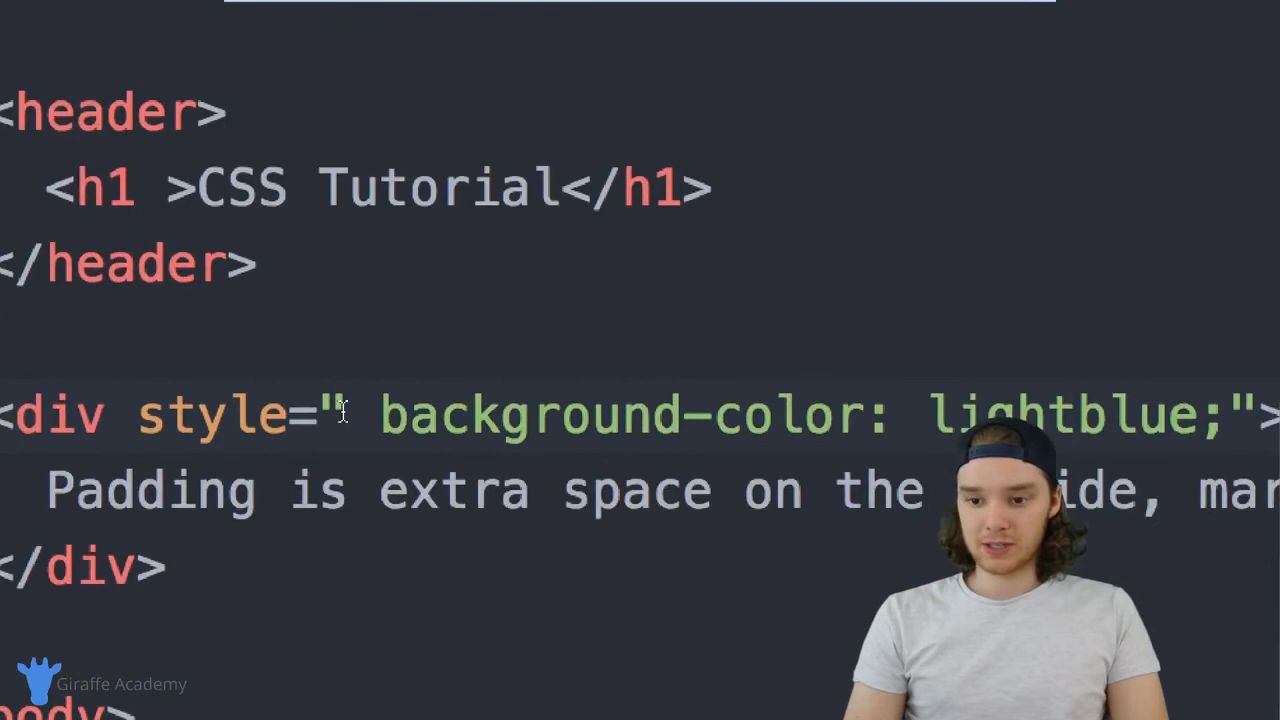 <header>
<h1 >CSS Tutorial</h1>
</header>
<div style=" background-color: lightblue;">
Padding is extra space on the
</div>
Giraffe Academy